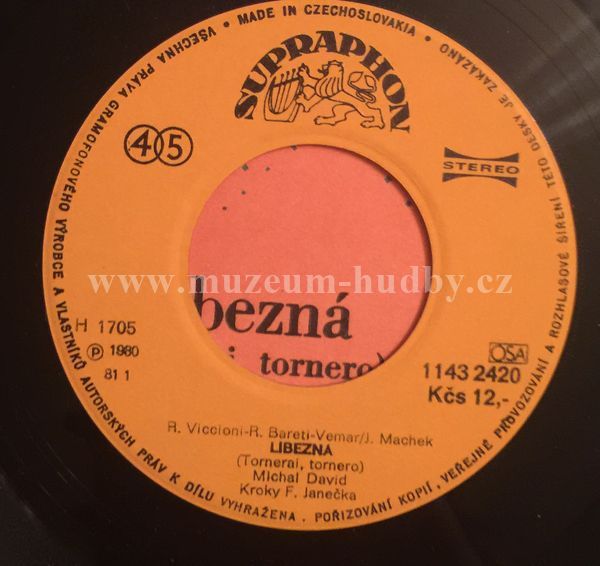 VŠECHNA PRÁVA GRAMOFONOVÉHO VÝROBCE A VLASTNÍKŮ AUTORSKÝCH PRÁV K DÍLU VYHRAŽENA. POŘIZOVÁNÍ KOPIÍ, VEŘEJNÉ PROVOZOVÁNÍ A ROZHLASOVÉ ŠÍŘENÍ TÉTO DESKY JE ZAKÁZÁNO • MADE IN CZECHOSLOVAKIA •
SUPRAPHON
45
STEREO
www.muzeum-hudby.cz
bezná
i, tornero)
H 1705
℗ 1980
81 1
OSA
1143 2420
Kčs 12,-
R. Viccioni-R. Bareti-Vemar/J. Machek
LÍBEZNÁ
(Tornerai, tornero)
Michal David
Kroky F. Janečka